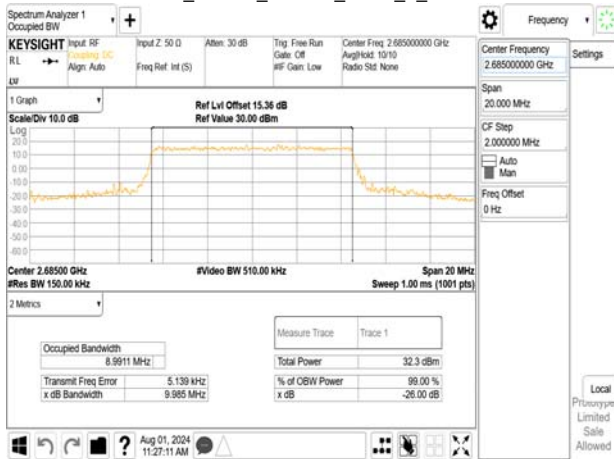 Spectrum Analyzer 1
Occupied BW
Frequency
KEYSIGHT
RL
Input: RF
Coupling: DC
Align: Auto
Input Z: 50 Ω
Freq Ref: Int (S)
Atten: 30 dB
Trig: Free Run
Gate: Off
#IF Gain: Low
Center Freq: 2.685000000 GHz
Avg|Hold: 10/10
Radio Std: None
Center Frequency
2.685000000 GHz
Settings
Span
20.000 MHz
CF Step
2.000000 MHz
Auto
Man
Freq Offset
0 Hz
1 Graph
Scale/Div 10.0 dB
Ref Lvl Offset 15.36 dB
Ref Value 30.00 dBm
Log
20.0
10.0
0.00
-10.0
-20.0
-30.0
-40.0
-50.0
-60.0
Center 2.68500 GHz
#Res BW 150.00 kHz
#Video BW 510.00 kHz
Span 20 MHz
Sweep 1.00 ms (1001 pts)
2 Metrics
Measure Trace
Trace 1
Occupied Bandwidth
8.9911 MHz
Total Power
32.3 dBm
Transmit Freq Error
5.139 kHz
% of OBW Power
99.00 %
x dB Bandwidth
9.985 MHz
x dB
-26.00 dB
Local
Prototype
Limited
Sale
Allowed
Aug 01, 2024
11:27:11 AM